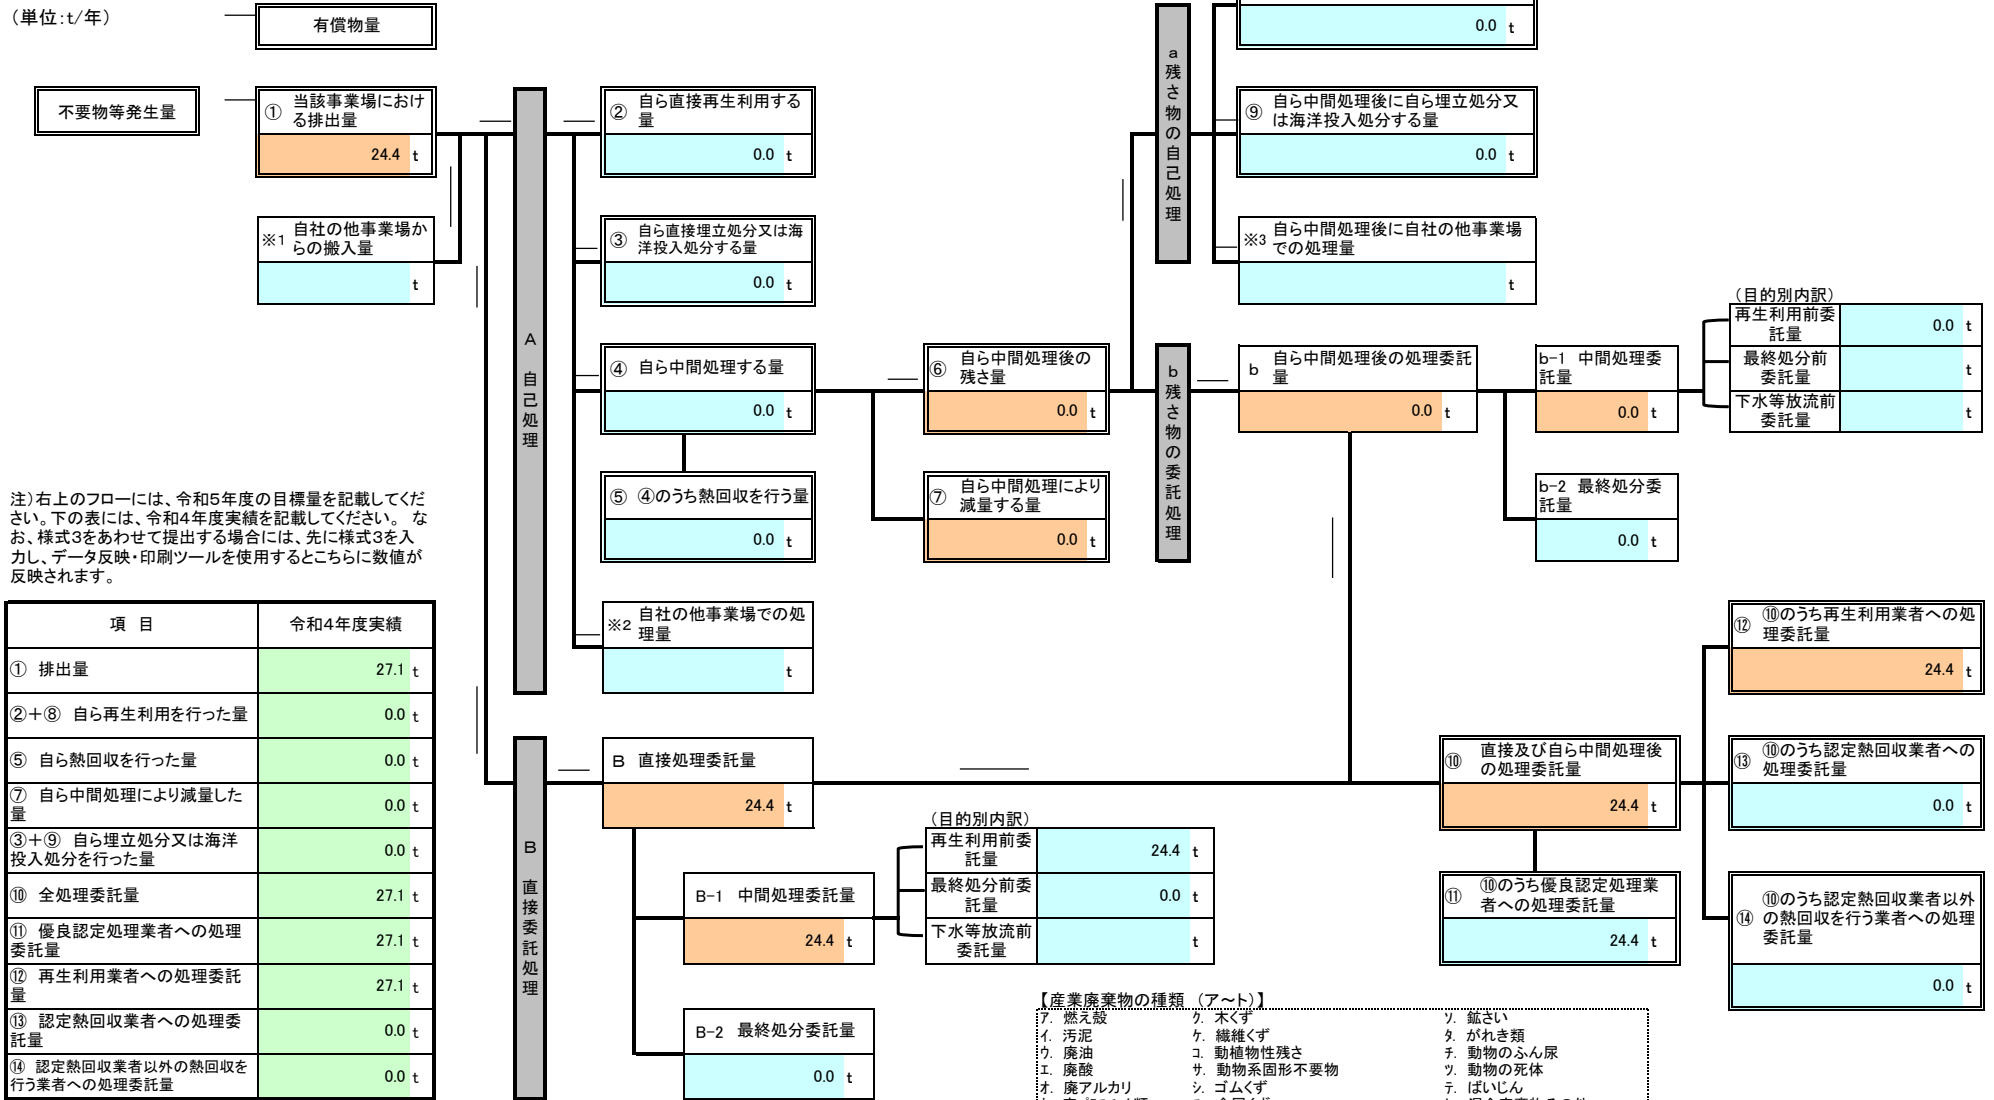 (単位:t/年)
有償物量
0.0 t
不要物等発生量
① 当該事業場におけ
る排出量
24.4 t
※1 自社の他事業場か
らの搬入量
t
A 自己処理
② 自ら直接再生利用する
量
0.0 t
③ 自ら直接埋立処分又は海
洋投入処分する量
0.0 t
④ 自ら中間処理する量
0.0 t
⑤ ④のうち熱回収を行う量
0.0 t
※2 自社の他事業場での処
理量
t
⑥ 自ら中間処理後の
残さ量
0.0 t
⑦ 自ら中間処理により
減量する量
0.0 t
a 残さ物の自己処理
⑨ 自ら中間処理後に自ら埋立処分又
は海洋投入処分する量
0.0 t
※3 自ら中間処理後に自社の他事業場
での処理量
t
b 残さ物の委託処理
b 自ら中間処理後の処理委託
量
0.0 t
b-1 中間処理委
託量
0.0 t
b-2 最終処分委
託量
0.0 t
(目的別内訳)
再生利用前委
託量
0.0 t
最終処分前
委託量
t
下水等放流前
委託量
t
注)右上のフローには、令和5年度の目標量を記載してくだ
さい。下の表には、令和4年度実績を記載してください。 な
お、様式3をあわせて提出する場合には、先に様式3を入
力し、データ反映・印刷ツールを使用するとこちらに数値が
反映されます。
項 目 令和4年度実績
① 排出量 27.1 t
②+⑧ 自ら再生利用を行った量 0.0 t
⑤ 自ら熱回収を行った量 0.0 t
⑦ 自ら中間処理により減量した
量 0.0 t
③+⑨ 自ら埋立処分又は海洋
投入処分を行った量 0.0 t
⑩ 全処理委託量 27.1 t
⑪ 優良認定処理業者への処理
委託量 27.1 t
⑫ 再生利用業者への処理委託
量 27.1 t
⑬ 認定熱回収業者への処理委
託量 0.0 t
⑭ 認定熱回収業者以外の熱回収を
行う業者への処理委託量 0.0 t
B 直接委託処理
B 直接処理委託量
24.4 t
B-1 中間処理委託量
24.4 t
B-2 最終処分委託量
0.0 t
(目的別内訳)
再生利用前委
託量
24.4 t
最終処分前委
託量
0.0 t
下水等放流前
委託量
t
⑩ 直接及び自ら中間処理後
の処理委託量
24.4 t
⑪ ⑩のうち優良認定処理業
者への処理委託量
24.4 t
⑫ ⑩のうち再生利用業者への処
理委託量
24.4 t
⑬ ⑩のうち認定熱回収業者への
処理委託量
0.0 t
⑭ ⑩のうち認定熱回収業者以外
の熱回収を行う業者への処理
委託量
0.0 t
【産業廃棄物の種類 (ア~ト)】
ア. 燃え殻 ク. 木くず ソ. 鉱さい
イ. 汚泥 ケ. 繊維くず タ. がれき類
ウ. 廃油 コ. 動植物性残さ チ. 動物のふん尿
エ. 廃酸 サ. 動物系固形不要物 ツ. 動物の死体
オ. 廃アルカリ シ. ゴムくず テ. ばいじん